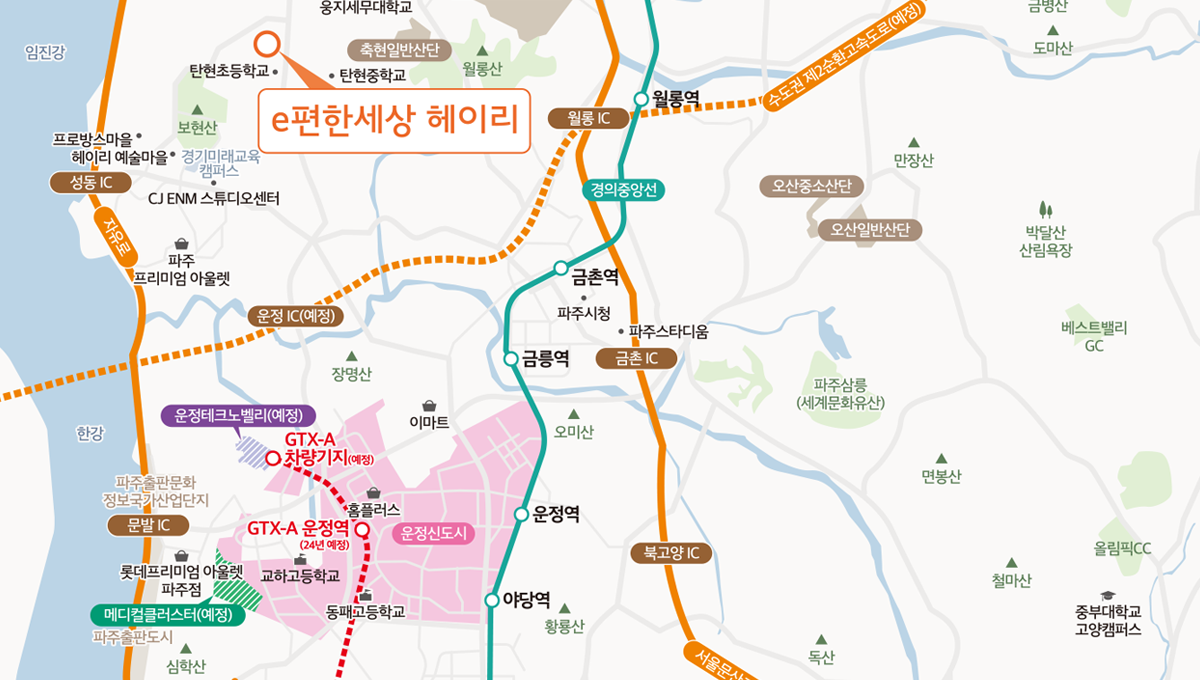 웅지세무대학교
금병산
임진강
축현일반산단
도마산
탄현초등학교
탄현중학교
월롱산
수도권 제2순환고속도로(예정)
e편한세상 헤이리
월롱역
월롱 IC
보현산
프로방스마을
헤이리 예술마을
경기미래교육
캠퍼스
만장산
성동 IC
CJ ENM 스튜디오센터
경의중앙선
오산중소산단
오산일반산단
자유로
박달산
산림욕장
파주
프리미엄 아울렛
금촌역
파주시청
운정 IC(예정)
파주스타디움
베스트밸리
GC
금릉역
금촌 IC
장명산
파주삼릉
(세계문화유산)
운정테크노밸리(예정)
이마트
오미산
한강
GTX-A
차량기지(예정)
파주출판문화
정보국가산업단지
면봉산
홈플러스
문발 IC
GTX-A 운정역
(24년 예정)
운정신도시
운정역
북고양 IC
올림픽CC
롯데프리미엄 아울렛
파주점
교하고등학교
철마산
메디컬클러스터(예정)
동패고등학교
야당역
황룡산
중부대학교
고양캠퍼스
파주출판도시
심학산
독산
서울문산